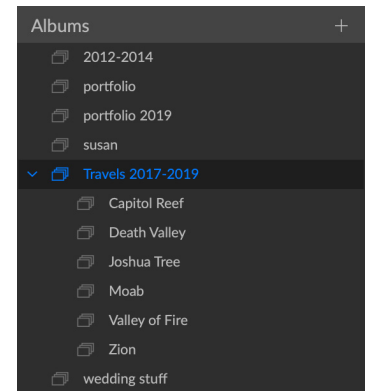 Albums
2012-2014
portfolio
portfolio 2019
susan
Travels 2017-2019
Capitol Reef
Death Valley
Joshua Tree
Moab
Valley of Fire
Zion
wedding stuff